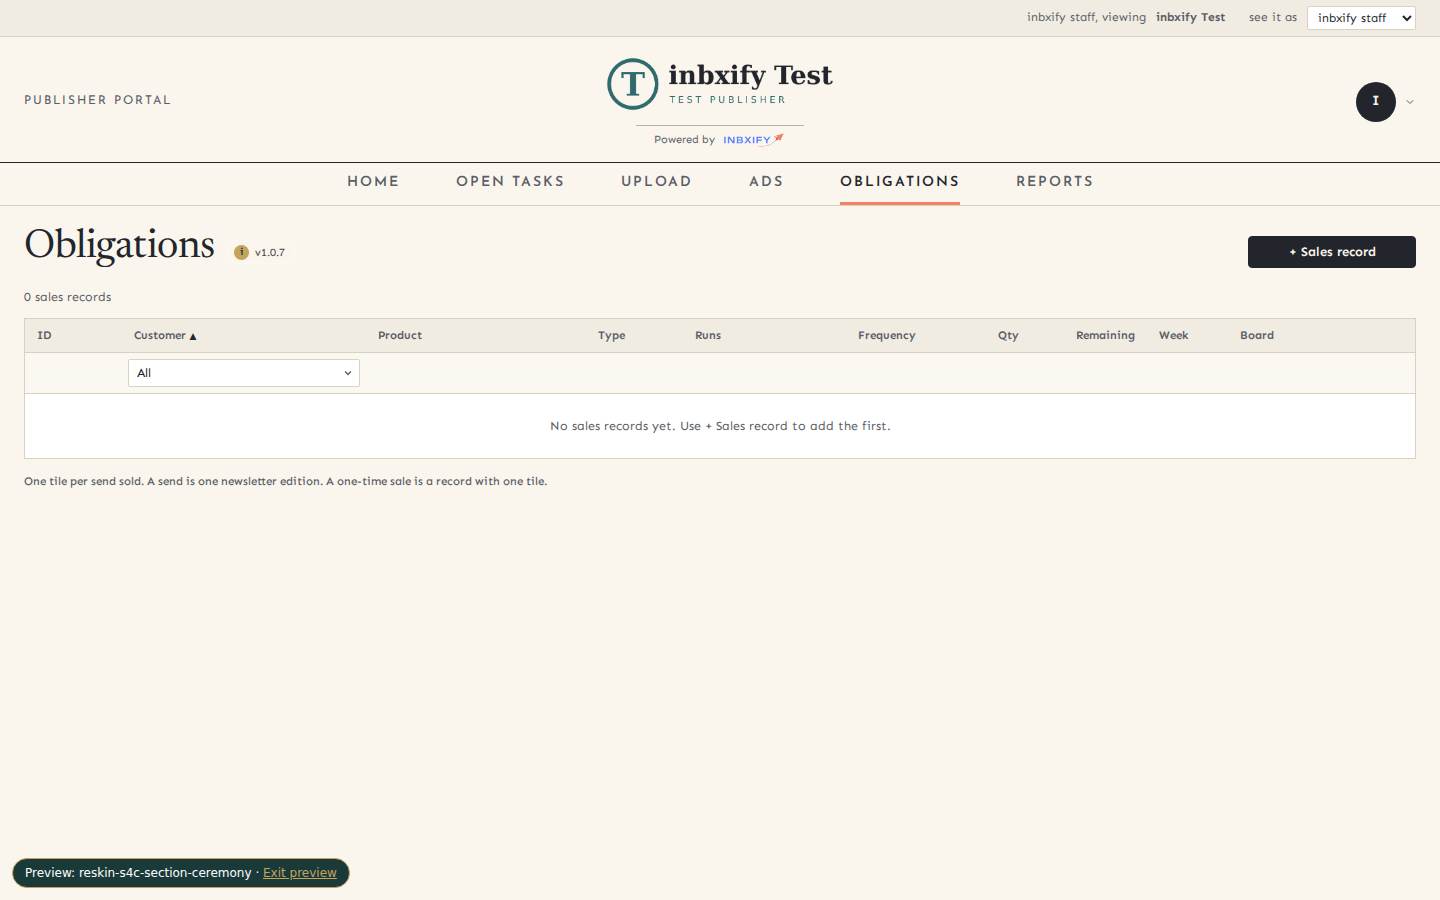 inbxify staff, viewing inbxify Test see it as inbxify staff
PUBLISHER PORTAL
T inbxify Test
TEST PUBLISHER
Powered by INBXIFY
I
HOME OPEN TASKS UPLOAD ADS OBLIGATIONS REPORTS
Obligations i v1.0.7
+ Sales record
0 sales records
ID Customer ▲ Product Type Runs Frequency Qty Remaining Week Board
All
No sales records yet. Use + Sales record to add the first.
One tile per send sold. A send is one newsletter edition. A one-time sale is a record with one tile.
Preview: reskin-s4c-section-ceremony · Exit preview